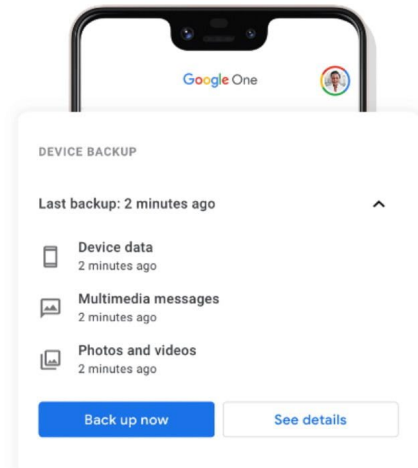 Google One
DEVICE BACKUP
Last backup: 2 minutes ago
Device data
2 minutes ago
Multimedia messages
2 minutes ago
Photos and videos
2 minutes ago
Back up now
See details